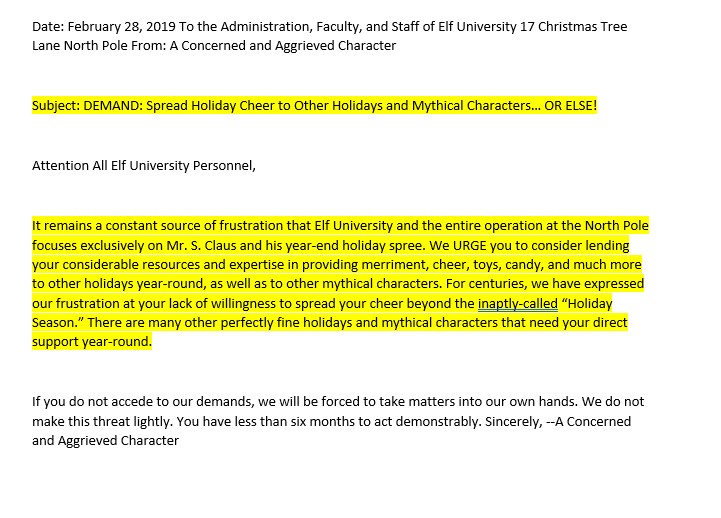 Date: February 28, 2019 To the Administration, Faculty, and Staff of Elf University 17 Christmas Tree
Lane North Pole From: A Concerned and Aggrieved Character
Subject: DEMAND: Spread Holiday Cheer to Other Holidays and Mythical Characters… OR ELSE!
Attention All Elf University Personnel,
It remains a constant source of frustration that Elf University and the entire operation at the North Pole
focuses exclusively on Mr. S. Claus and his year-end holiday spree. We URGE you to consider lending
your considerable resources and expertise in providing merriment, cheer, toys, candy, and much more
to other holidays year-round, as well as to other mythical characters. For centuries, we have expressed
our frustration at your lack of willingness to spread your cheer beyond the inaptly-called “Holiday
Season.” There are many other perfectly fine holidays and mythical characters that need your direct
support year-round.
If you do not accede to our demands, we will be forced to take matters into our own hands. We do not
make this threat lightly. You have less than six months to act demonstrably. Sincerely, --A Concerned
and Aggrieved Character